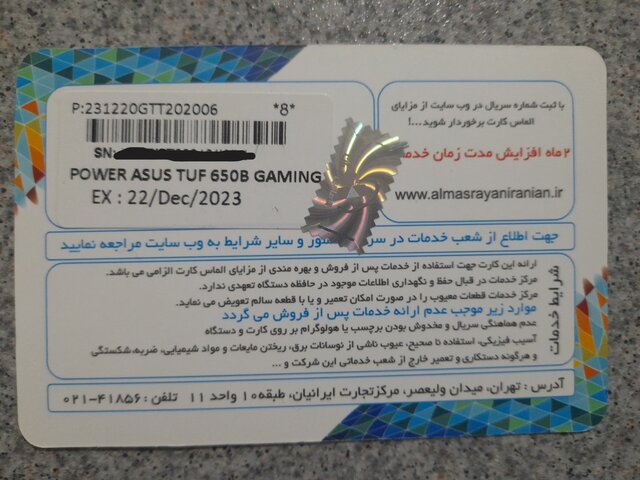 P:231220GTT202006 *8*
SN:
POWER ASUS TUF 650B GAMING
EX : 22/Dec/2023
با ثبت شماره سریال در وب سایت از مزایای
الماس کارت برخوردار شوید...!
۲ ماه افزایش مدت زمان
www.almasrayaniranian.ir
جهت اطلاع از شعب خدمات در و سایر شرایط به وب سایت مراجعه نمایید
شرایط خدمات
ارائه این کارت جهت استفاده از خدمات پس از فروش و بهره مندی از مزایای الماس کارت الزامی می باشد.
مرکز خدمات در قبال حفظ و نگهداری اطلاعات موجود در حافظه دستگاه تعهدی ندارد.
مرکز خدمات قطعات معیوب را در صورت امکان تعمیر و یا با قطعه سالم تعویض می نماید.
موارد زیر موجب عدم ارائه خدمات پس از فروش می گردد
عدم هماهنگی سریال و مخدوش بودن برچسب یا هولوگرام بر روی کارت و دستگاه
آسیب فیزیکی، استفاده نا صحیح، عیوب ناشی از نوسانات برق، ریختن مایعات و مواد شیمیایی، ضربه، شکستگی
و هرگونه دستکاری و تعمیر خارج از شعب خدماتی این شرکت و ...
آدرس : تهران، میدان ولیعصر، مرکزتجارت ایرانیان، طبقه۱۰ واحد ۱۱ تلفن : ۴۱۸۵۶-۰۲۱